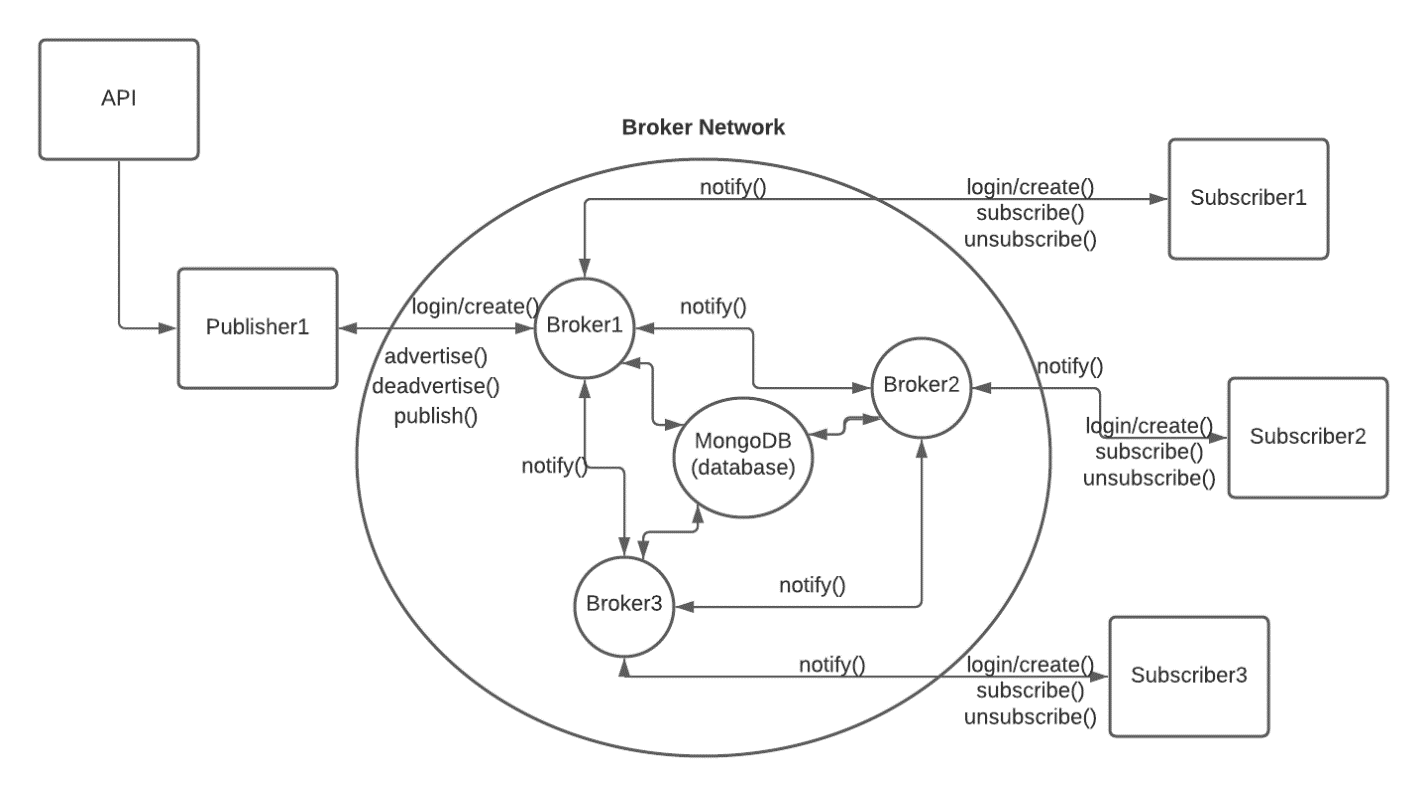 API
Broker Network
notify()
login/create()
subscribe()
unsubscribe()
Subscriber1
Publisher1
login/create()
advertise()
deadvertise()
publish()
Broker1
notify()
Broker2
notify()
login/create()
subscribe()
unsubscribe()
Subscriber2
MongoDB
(database)
notify()
Broker3
notify()
notify()
login/create()
subscribe()
unsubscribe()
Subscriber3